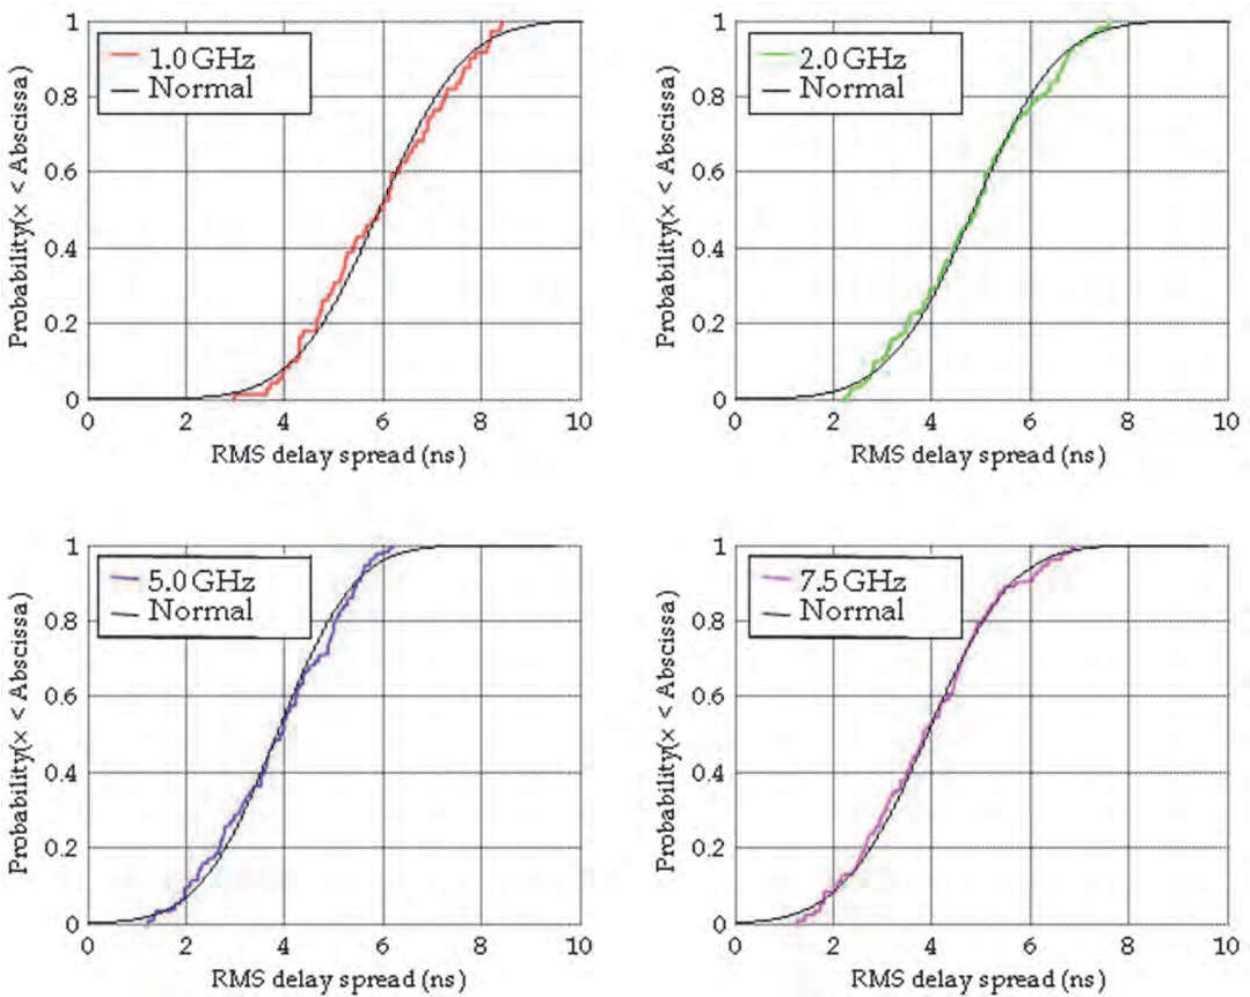 1.0 GHz
Normal
Probability(x < Abscissa)
1
0.8
0.6
0.4
0.2
0
0 2 4 6 8 10
RMS delay spread (ns)
2.0 GHz
Normal
Probability(x < Abscissa)
1
0.8
0.6
0.4
0.2
0
0 2 4 6 8 10
RMS delay spread (ns)
5.0 GHz
Normal
Probability(x < Abscissa)
1
0.8
0.6
0.4
0.2
0
0 2 4 6 8 10
RMS delay spread (ns)
7.5 GHz
Normal
Probability(x < Abscissa)
1
0.8
0.6
0.4
0.2
0
0 2 4 6 8 10
RMS delay spread (ns)